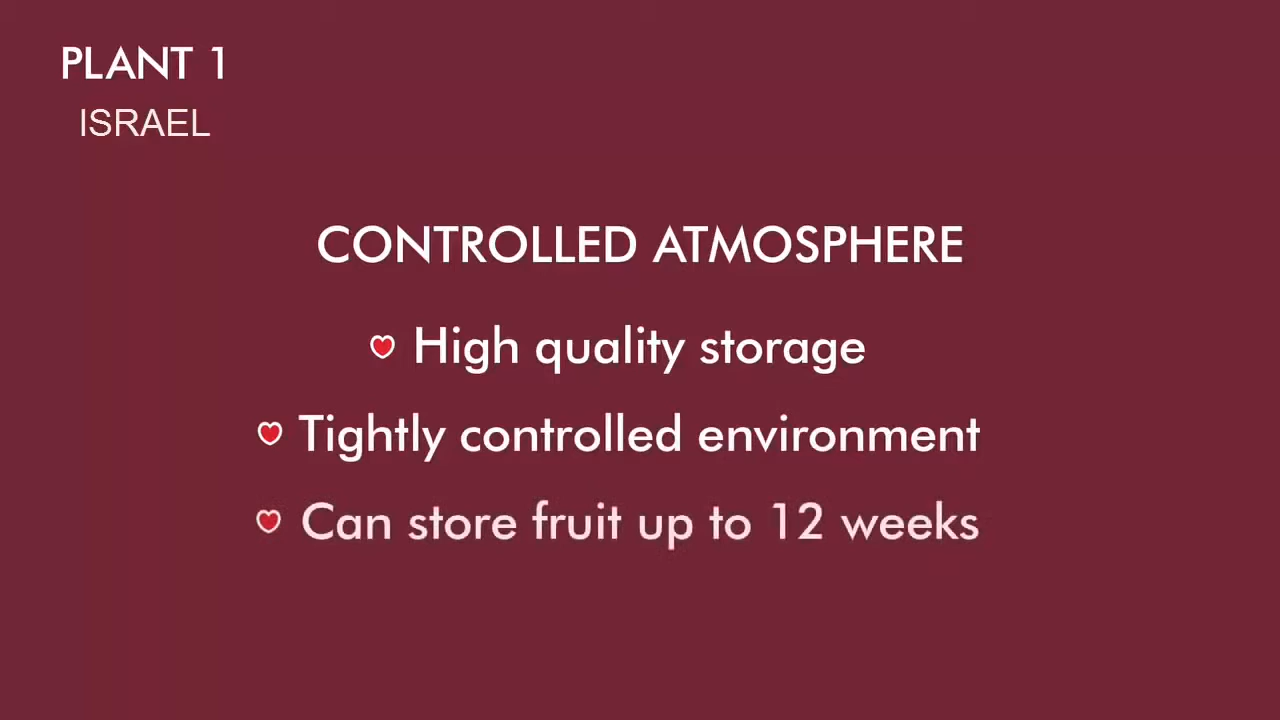 PLANT 1
ISRAEL
CONTROLLED ATMOSPHERE
High quality storage
Tightly controlled environment
Can store fruit up to 12 weeks